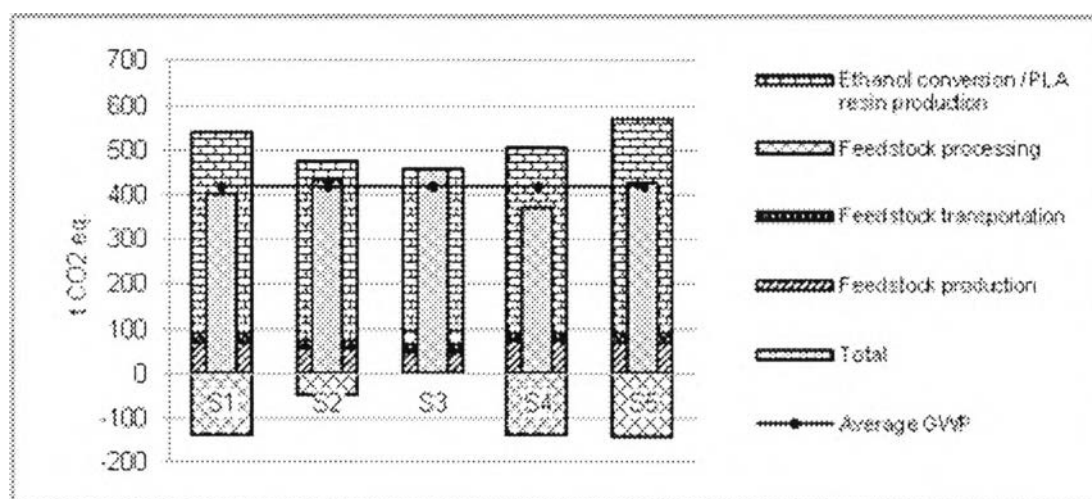 700
600
500
400
300
200
100
0
-100
-200
t CO2 eq.
S1 S2 S3 S4 S5
Ethanol conversion /PLA
resin production
Feedstock processing
Feedstock transportation
Feedstock production
Total
Average GWP